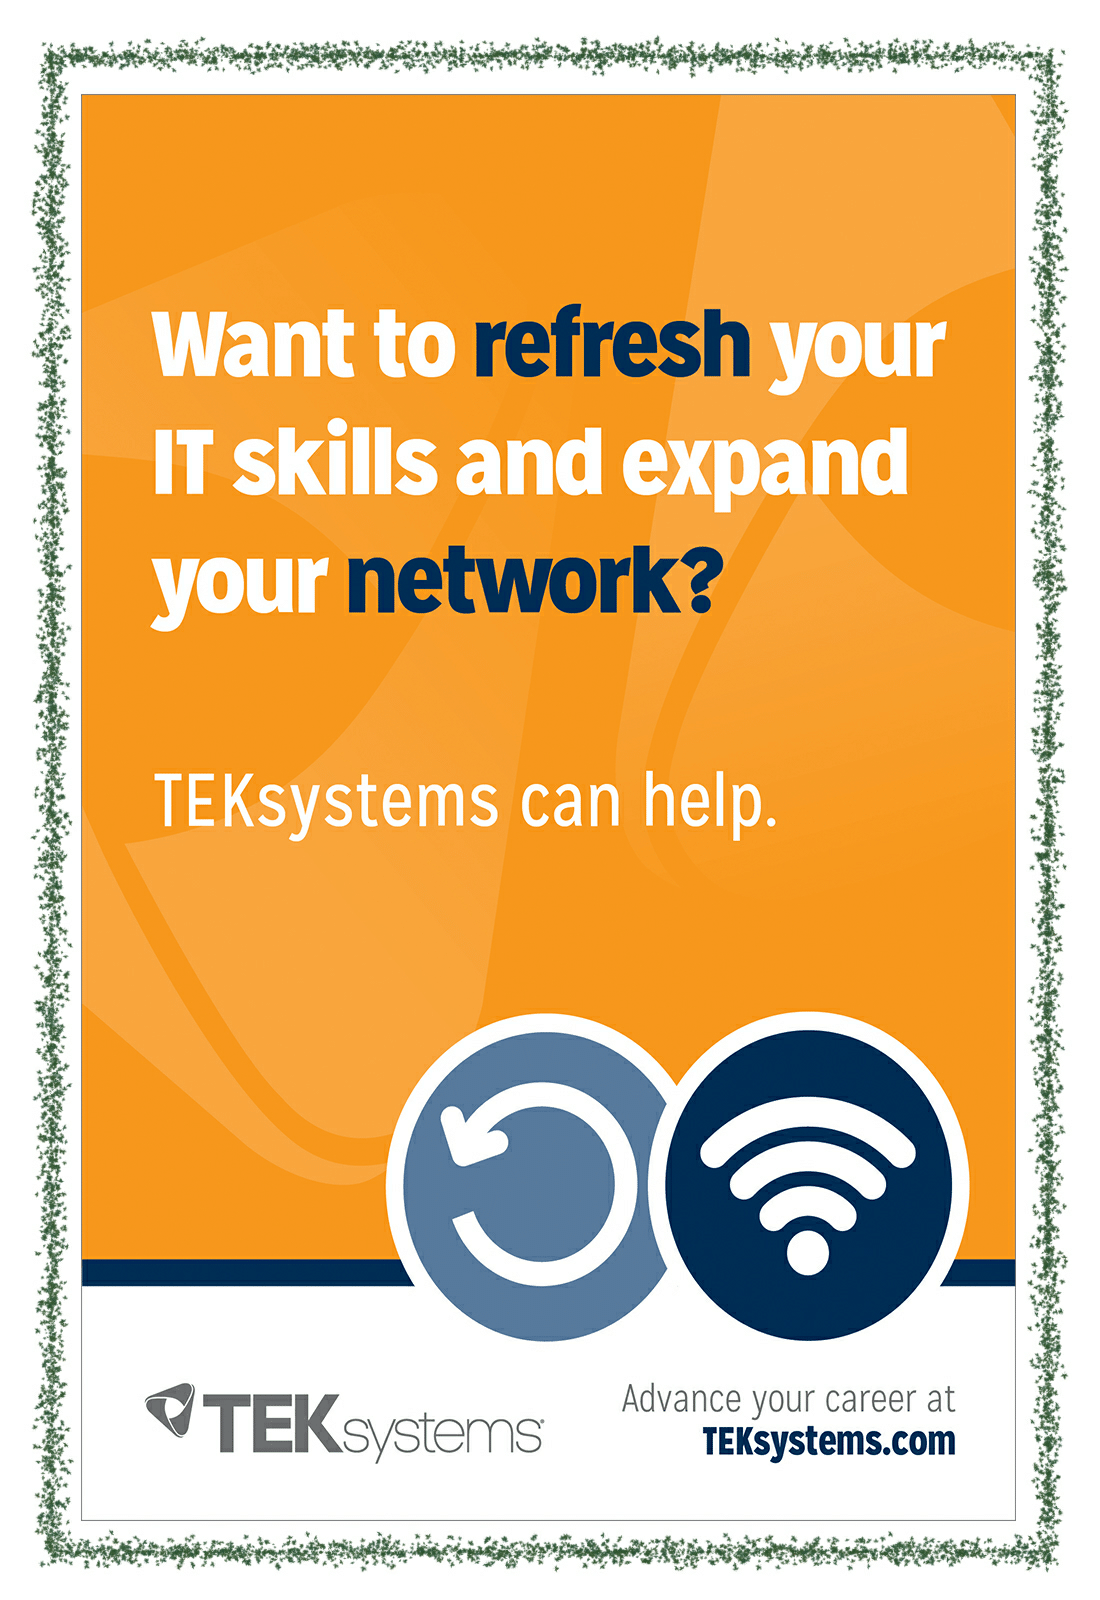 Want to refresh your
IT skills and expand
your network?
TEKsystems can help.
TEKsystems
Advance your career at
TEKsystems.com